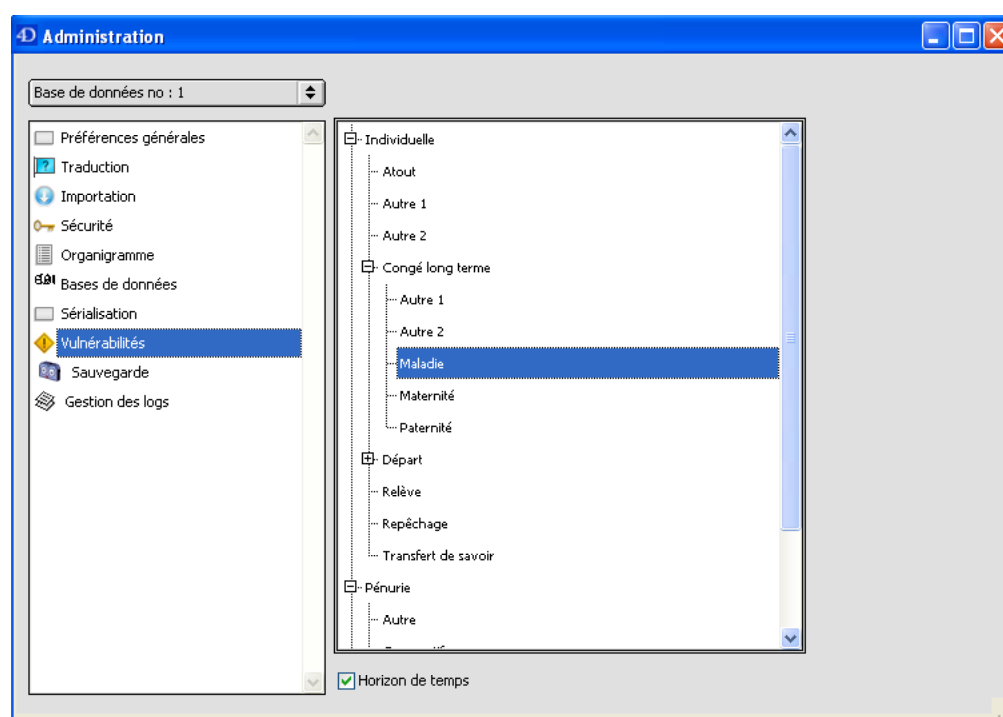 4D Administration
Base de données no : 1
Préférences générales
Traduction
Importation
Sécurité
Organigramme
Bases de données
Sérialisation
Vulnérabilités
Sauvegarde
Gestion des logs
Individuelle
Atout
Autre 1
Autre 2
Congé long terme
Autre 1
Autre 2
Maladie
Maternité
Paternité
Départ
Relève
Repêchage
Transfert de savoir
Pénurie
Autre
Horizon de temps